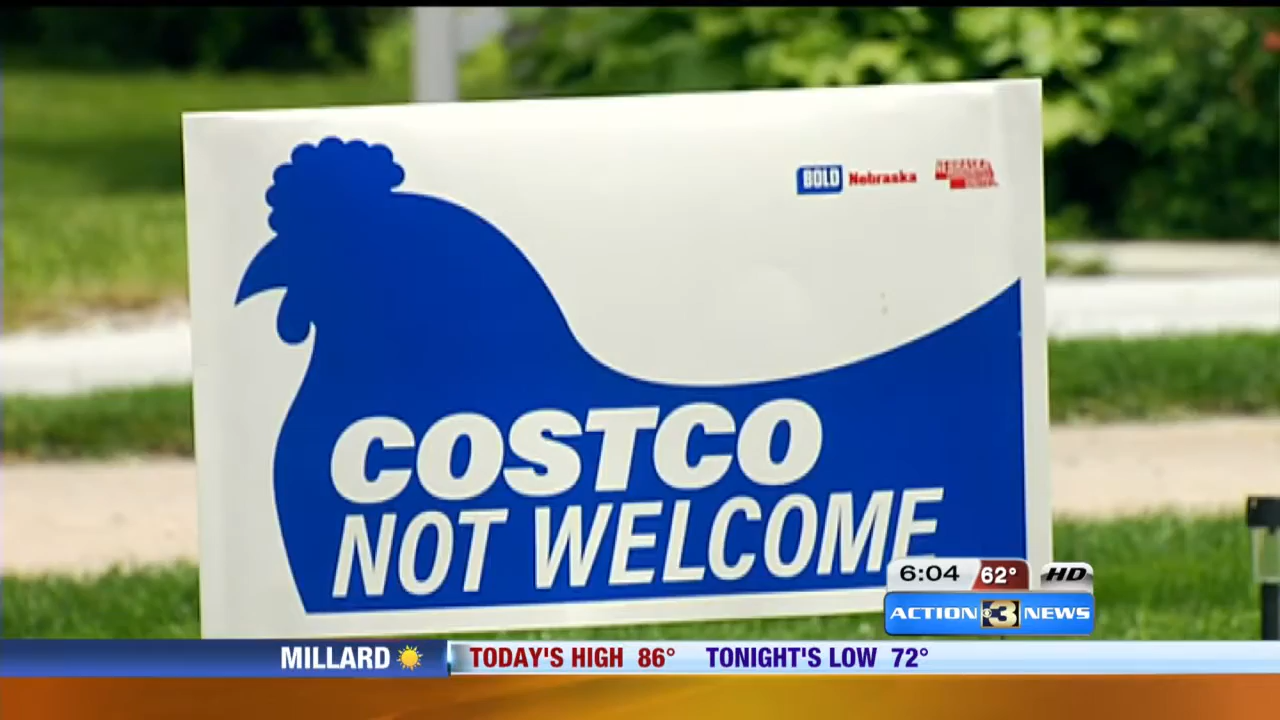 BOLD Nebraska
COSTCO
NOT WELCOME
6:04 62° HD
ACTION 3 NEWS
MILLARD TODAY'S HIGH 86° TONIGHT'S LOW 72°